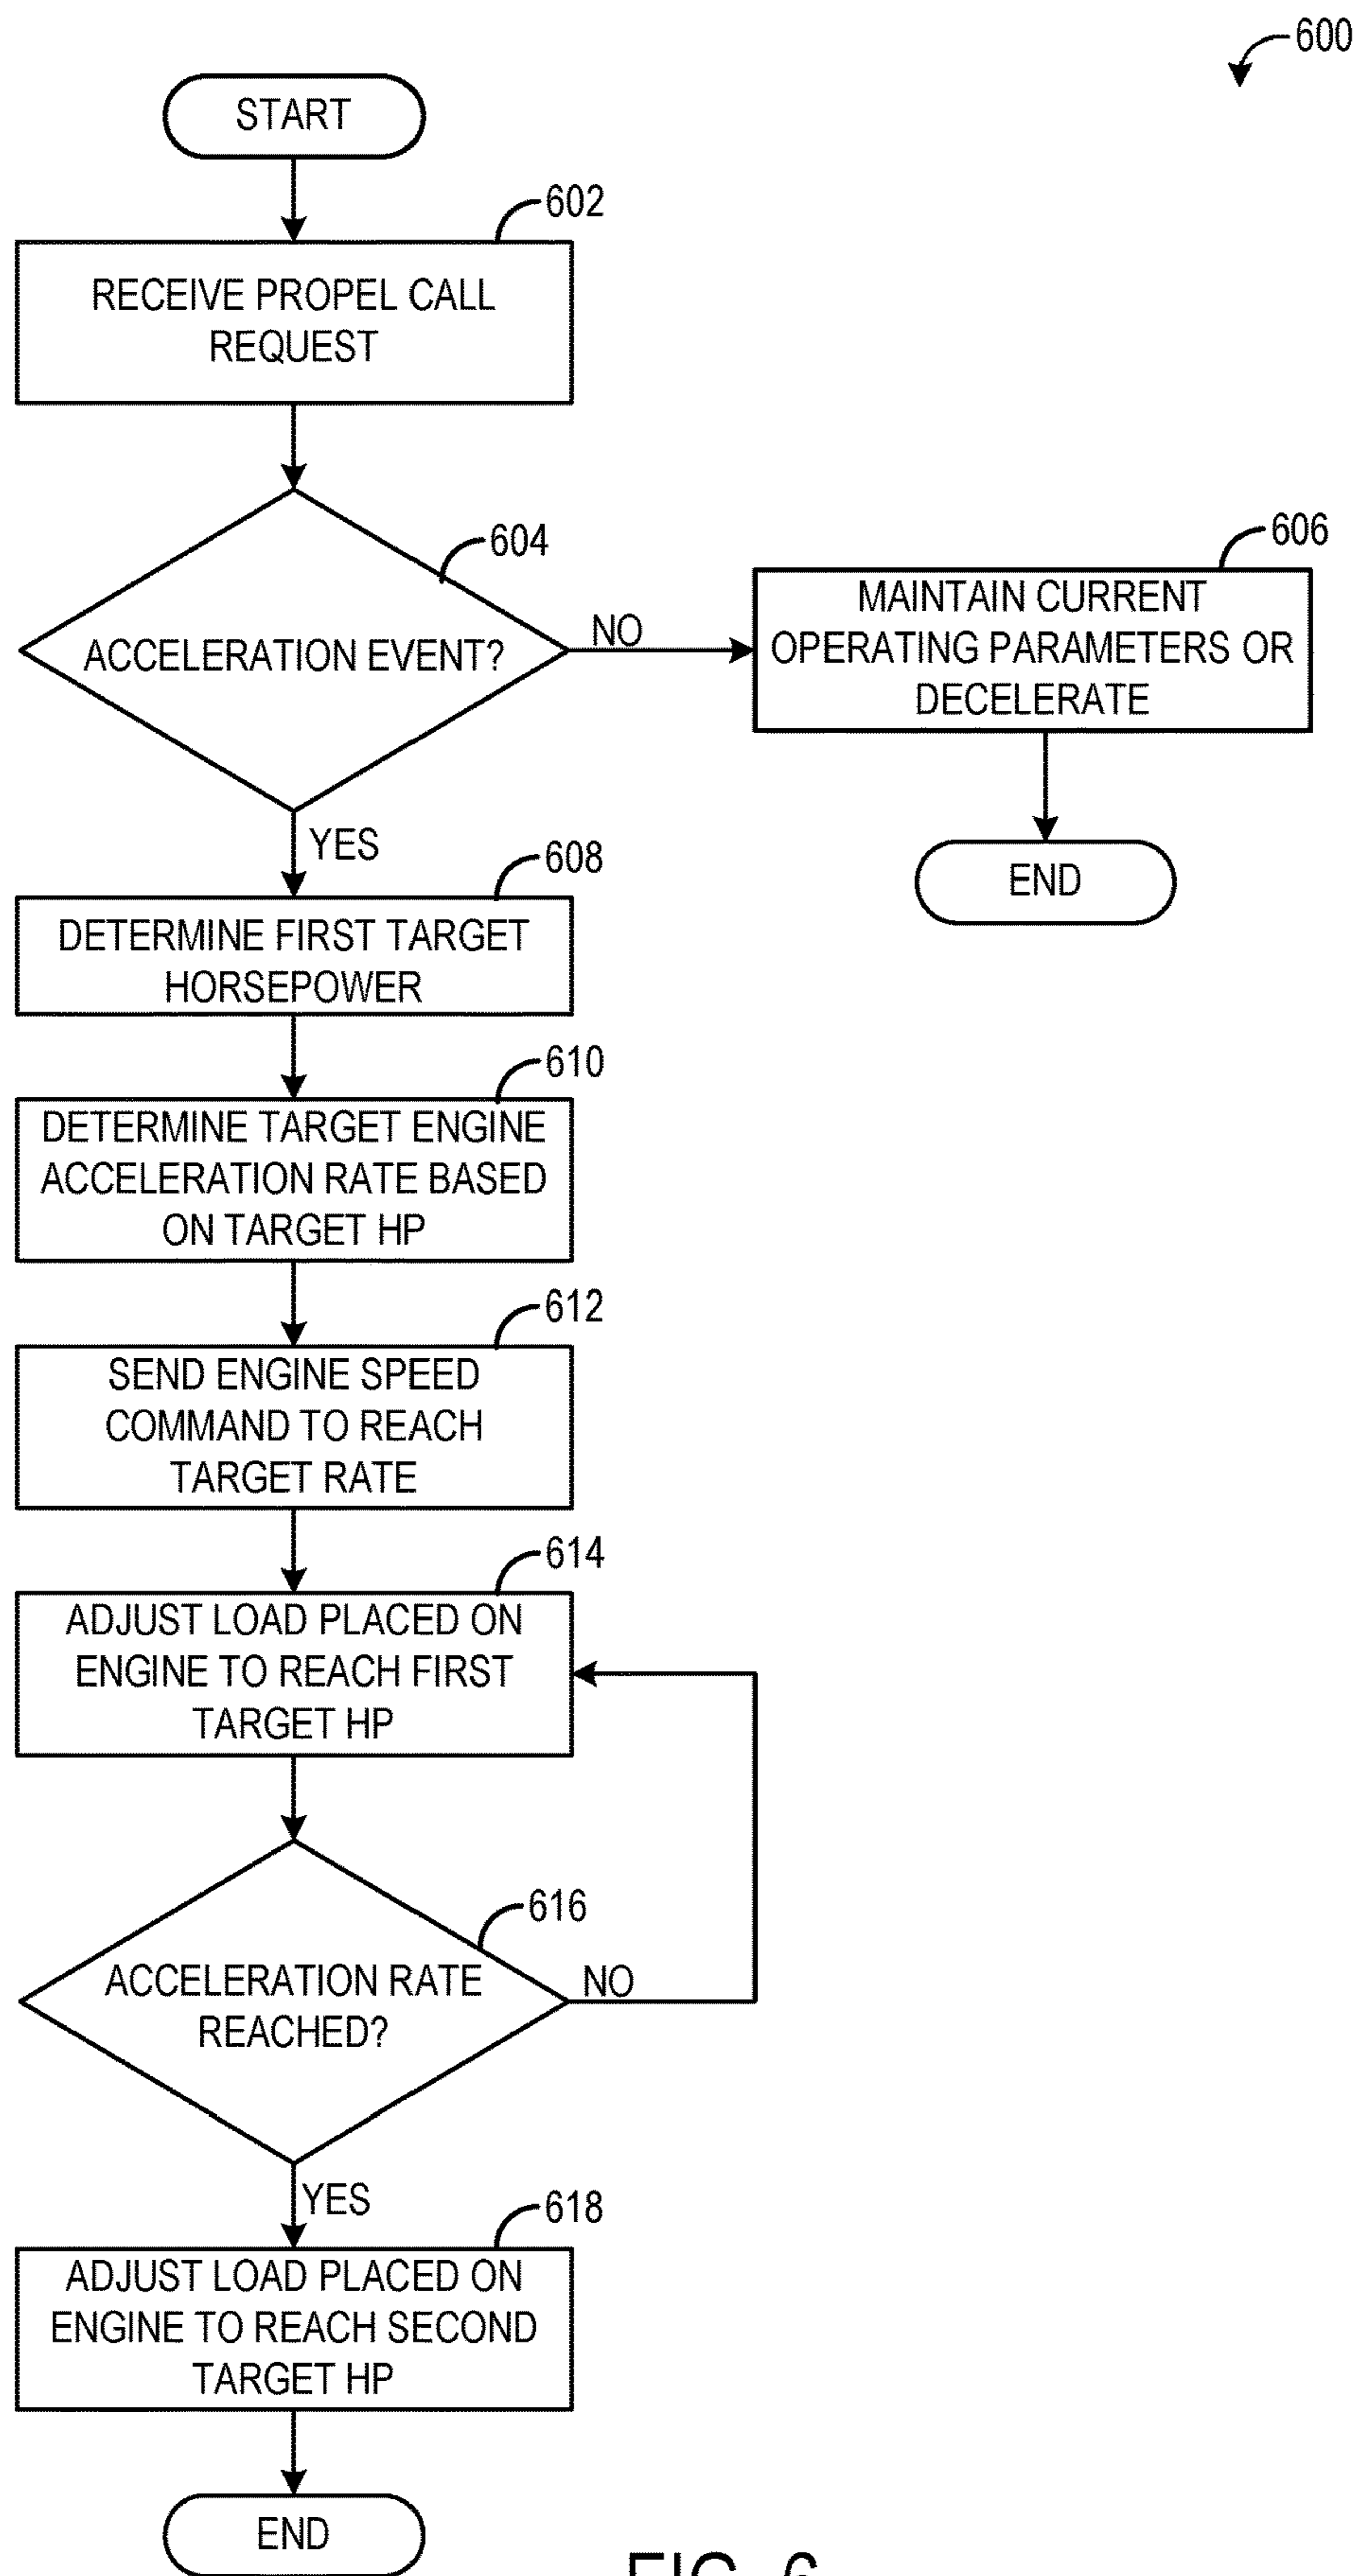 600
START
602
RECEIVE PROPEL CALL
REQUEST
604
ACCELERATION EVENT?
NO
606
MAINTAIN CURRENT
OPERATING PARAMETERS OR
DECELERATE
END
YES
608
DETERMINE FIRST TARGET
HORSEPOWER
610
DETERMINE TARGET ENGINE
ACCELERATION RATE BASED
ON TARGET HP
612
SEND ENGINE SPEED
COMMAND TO REACH
TARGET RATE
614
ADJUST LOAD PLACED ON
ENGINE TO REACH FIRST
TARGET HP
616
ACCELERATION RATE
REACHED?
NO
YES
618
ADJUST LOAD PLACED ON
ENGINE TO REACH SECOND
TARGET HP
END
FIG. 6